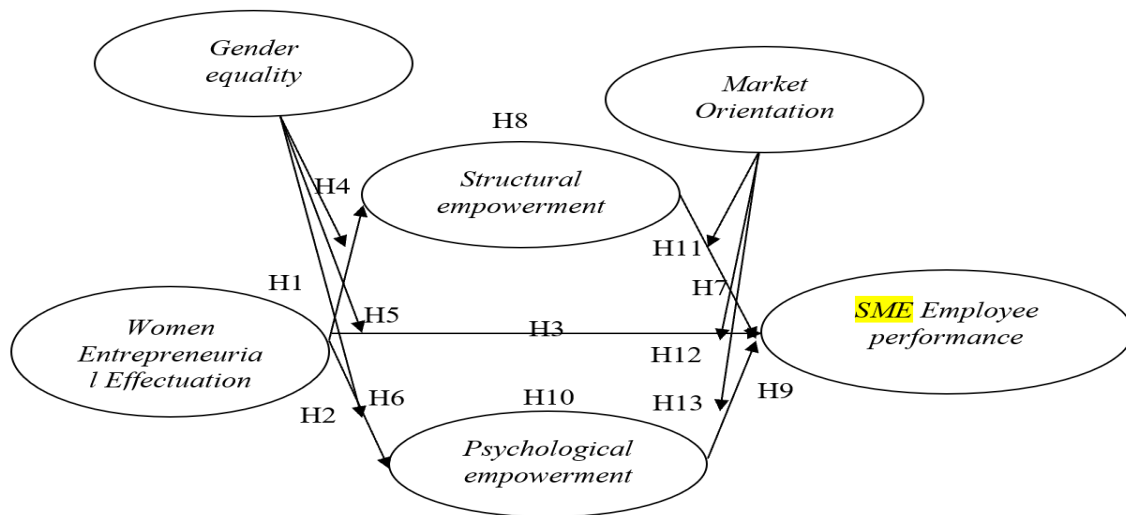 Gender
equality
Market
Orientation
H8
H4
Structural
empowerment
H11
H1
H7
H5
H3
Women
Entrepreneuria
l Effectuation
SME Employee
performance
H12
H6
H2
H10
H13
H9
Psychological
empowerment